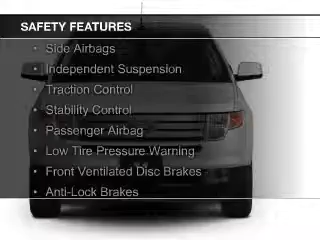 SAFETY FEATURES
• Side Airbags
• Independent Suspension
• Traction Control
• Stability Control
• Passenger Airbag
• Low Tire Pressure Warning
• Front Ventilated Disc Brakes
• Anti-Lock Brakes